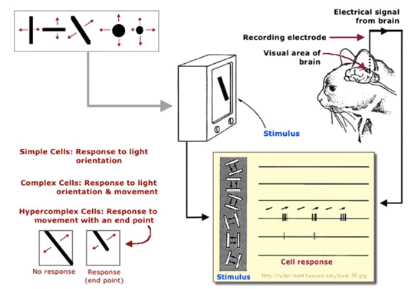 Electrical signal
from brain
Recording electrode
Visual area of
brain
Stimulus
Simple Cells: Response to light
orientation
Complex Cells: Response to light
orientation & movement
Hypercomplex Cells: Response to
movement with an end point
No response
Response
(end point)
Cell response
Stimulus